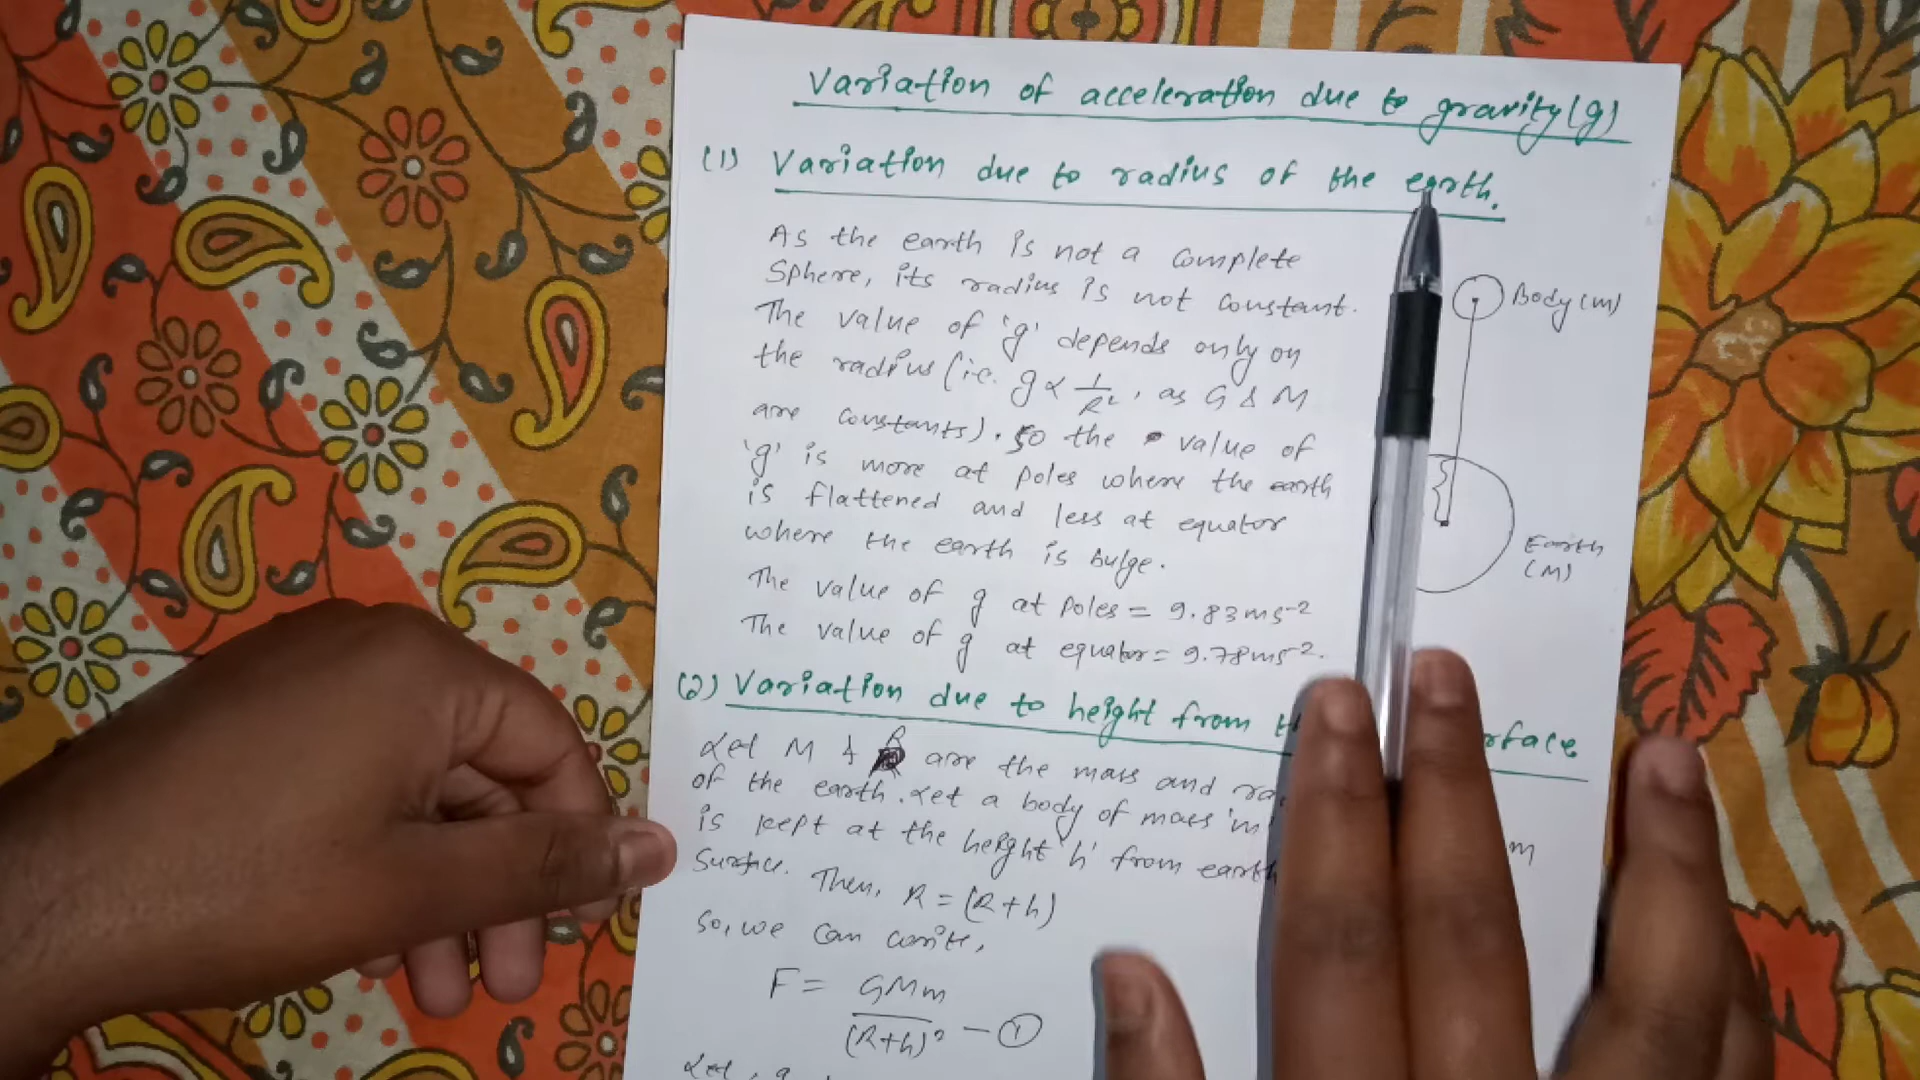 Variation of acceleration due to gravity(g)
(1) Variation due to radius of the earth.
As the earth is not a complete
Sphere, its radius is not constant.
The value of 'g' depends only on
the radius (i.e. g ∝ 1/R², as G & M
are constants). so the value of
'g' is more at poles where the earth
is flattened and less at equator
where the earth is bulge.
The value of g at poles = 9.83ms-2
The value of g at equator = 9.78ms-2.
Body(m)
Earth
(M)
(2) Variation due to height from
Let M & R are the mass and
of the earth. Let a body of mass 'm'
is kept at the height 'h' from earth
Surface. Then, R = (R+h)
m
So, we can write,
F = GMm/(R+h)² - ①
Let, g